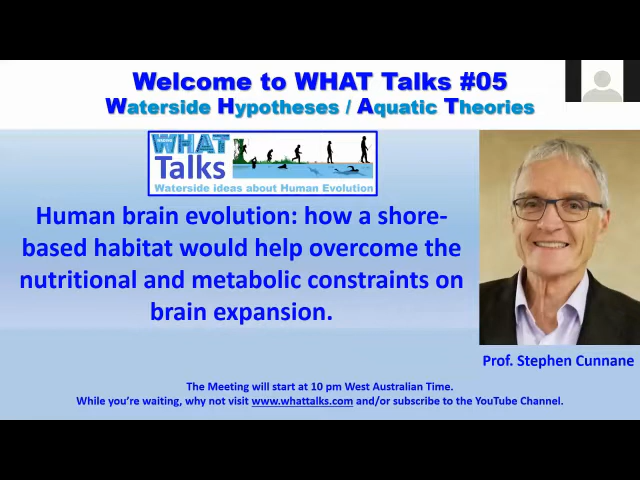 Welcome to WHAT Talks #05
Waterside Hypotheses / Aquatic Theories
WHAT
Talks
Waterside ideas about Human Evolution
Human brain evolution: how a shore-
based habitat would help overcome the
nutritional and metabolic constraints on
brain expansion.
Prof. Stephen Cunnane
The Meeting will start at 10 pm West Australian Time.
While you’re waiting, why not visit www.whattalks.com and/or subscribe to the YouTube Channel.